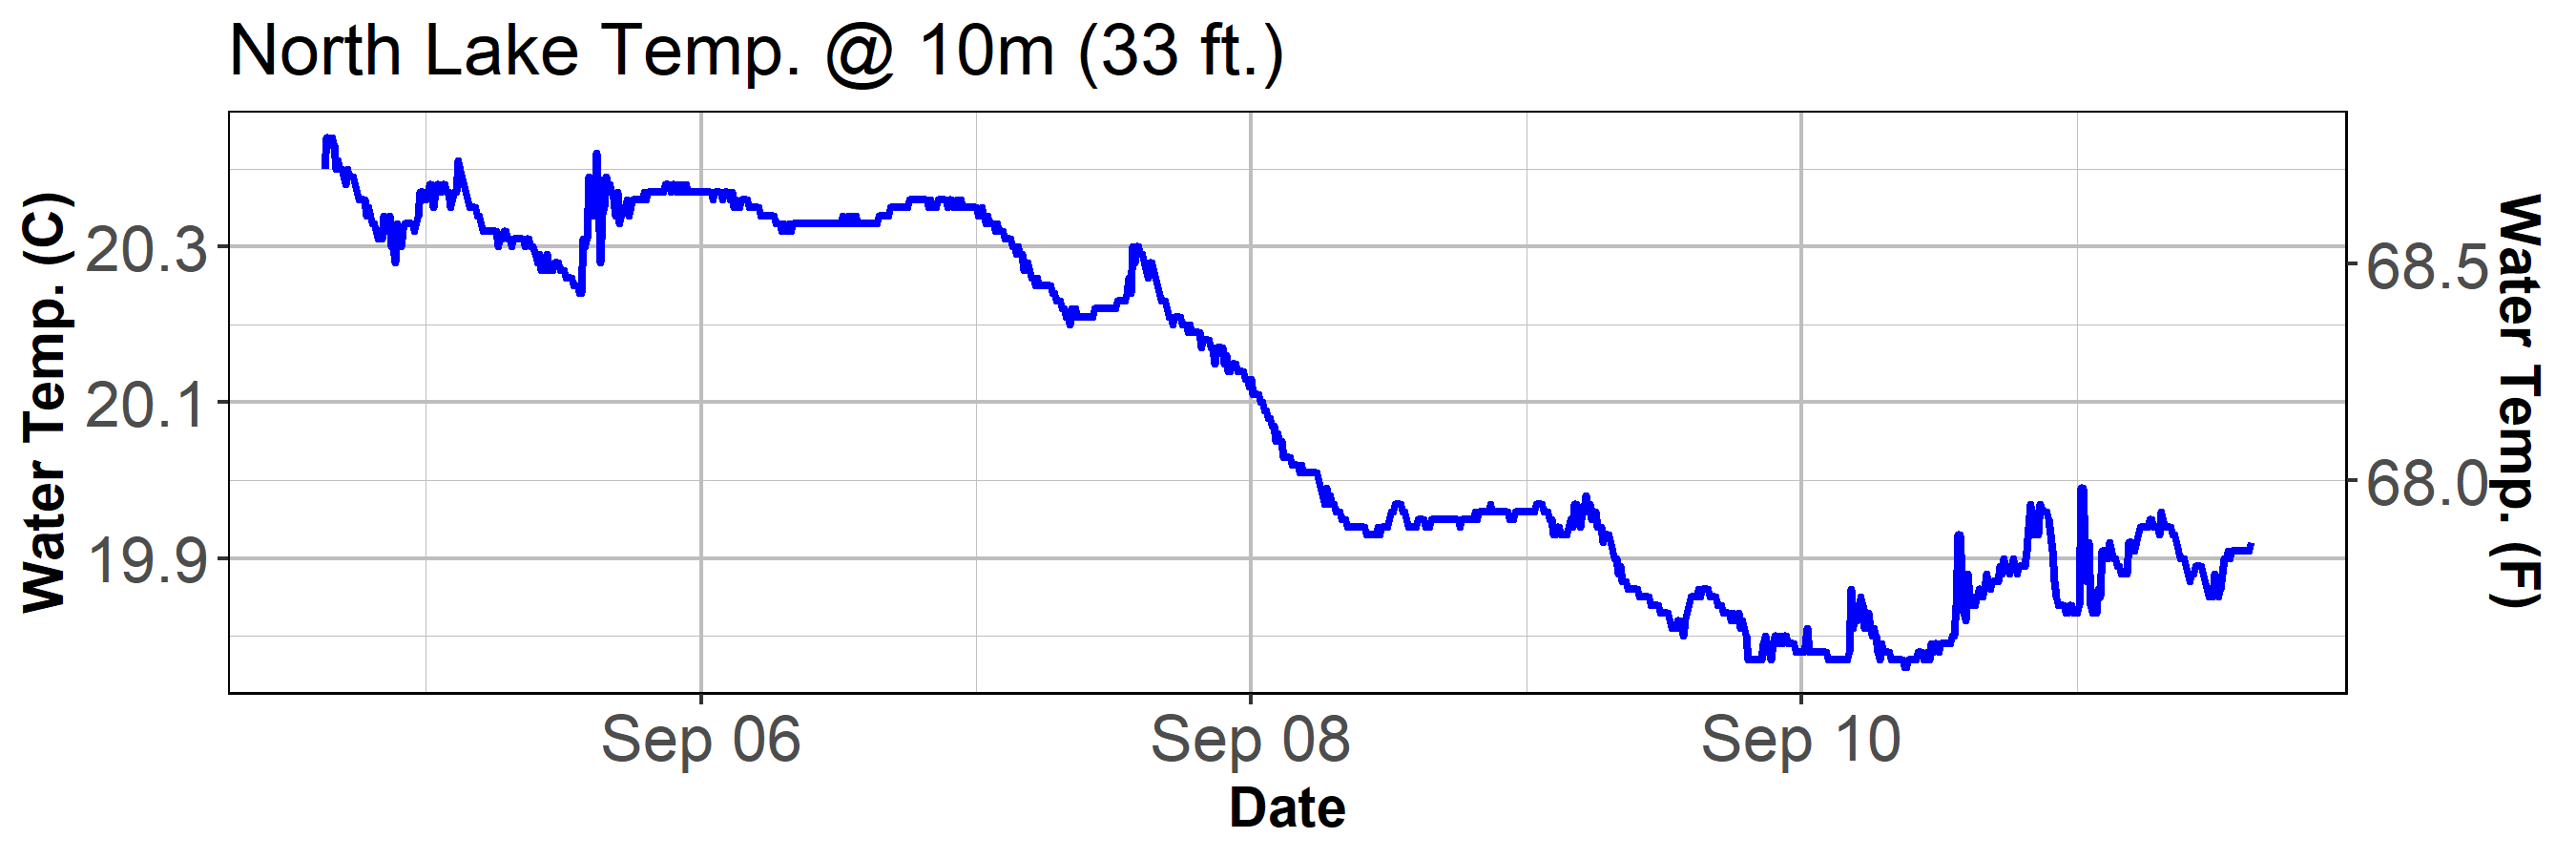 North Lake Temp. @ 10m (33 ft.)
Water Temp. (C)
20.3
20.1
19.9
68.5
68.0
Water Temp. (F)
Sep 06
Sep 08
Sep 10
Date